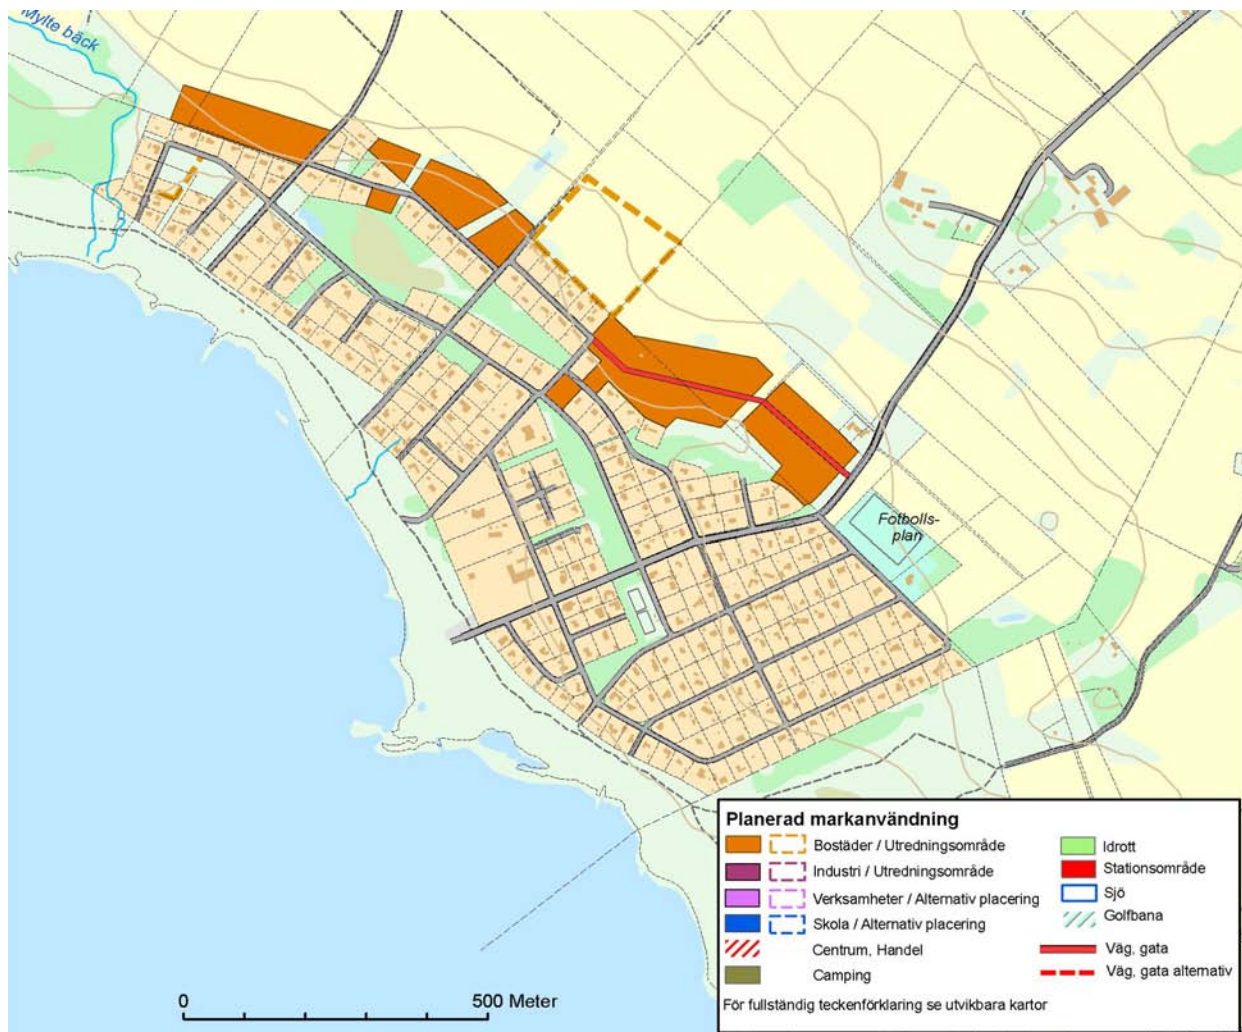 Mylte bäck
Fotbolls-
plan
Planerad markanvändning
Bostäder / Utredningsområde
Industri / Utredningsområde
Verksamheter / Alternativ placering
Skola / Alternativ placering
Centrum, Handel
Camping
Idrott
Stationsområde
Sjö
Golfbana
Väg, gata
Väg, gata alternativ
För fullständig teckenförklaring se utvikbara kartor
0 500 Meter